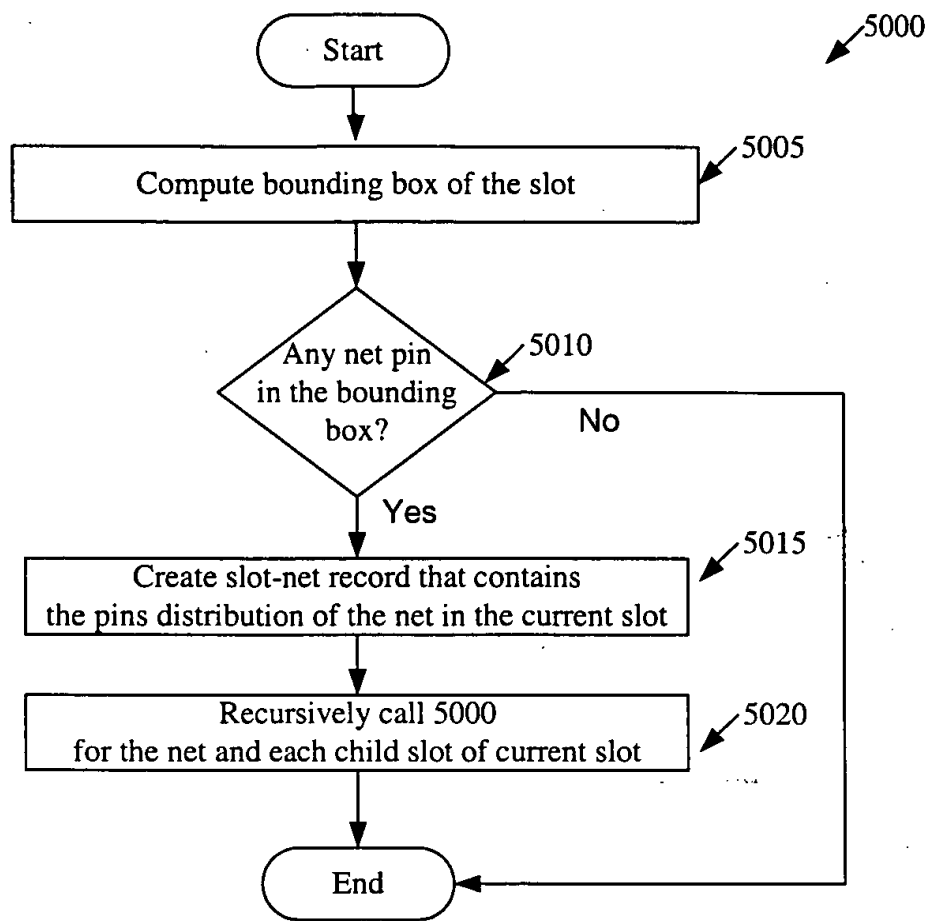 5000
Start
5005
Compute bounding box of the slot
5010
Any net pin
in the bounding
box?
No
Yes
5015
Create slot-net record that contains
the pins distribution of the net in the current slot
5020
Recursively call 5000
for the net and each child slot of current slot
End